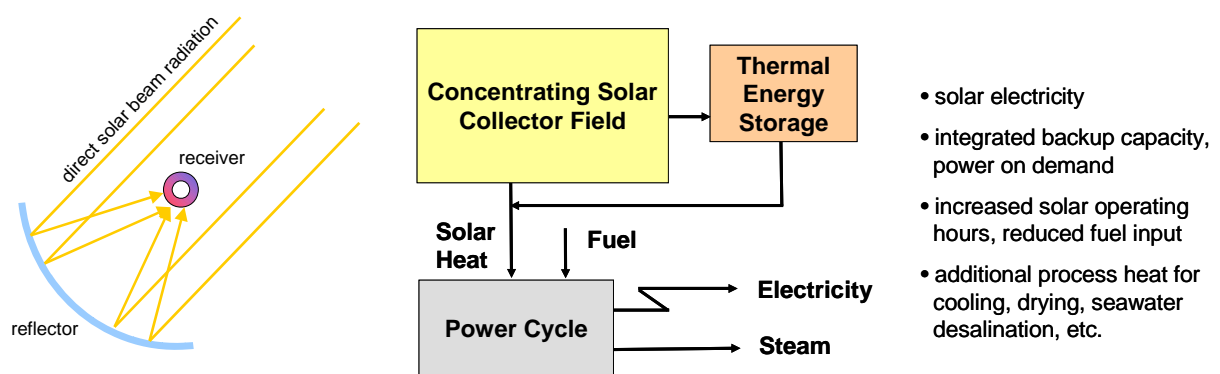 direct solar beam radiation
receiver
reflector
Concentrating Solar
Collector Field
Thermal
Energy
Storage
Solar
Heat
Fuel
Power Cycle
Electricity
Steam
• solar electricity
• integrated backup capacity,
power on demand
• increased solar operating
hours, reduced fuel input
• additional process heat for
cooling, drying, seawater
desalination, etc.